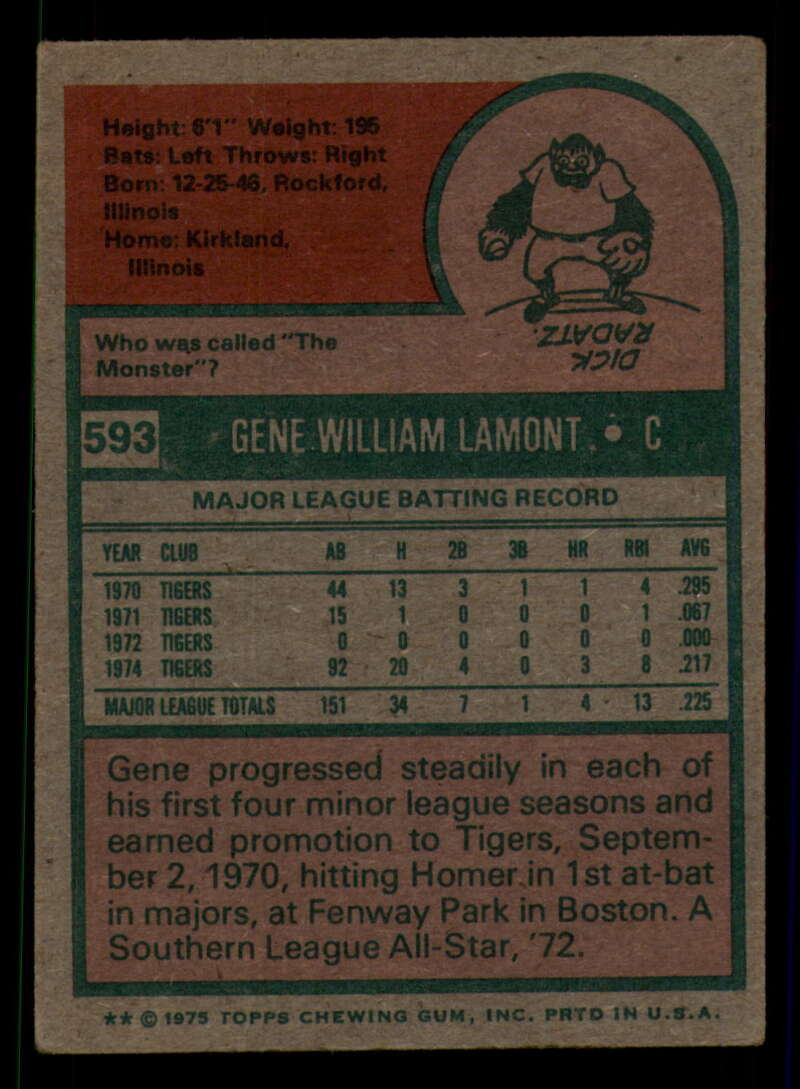 Height: 6'1" Weight: 195
Bats: Left Throws: Right
Born: 12-25-46, Rockford,
Illinois
Home: Kirkland,
Illinois
Who was called "The
Monster"?
DICK
RADATZ.
593 GENE WILLIAM LAMONT • C
MAJOR LEAGUE BATTING RECORD
YEAR CLUB AB H 2B 3B HR RBI AVG
1970 TIGERS 44 13 3 1 1 4 .295
1971 TIGERS 15 1 0 0 0 1 .067
1972 TIGERS 0 0 0 0 0 0 .000
1974 TIGERS 92 20 4 0 3 8 .217
MAJOR LEAGUE TOTALS 151 34 7 1 4 13 .225
Gene progressed steadily in each of
his first four minor league seasons and
earned promotion to Tigers, Septem-
ber 2, 1970, hitting Homer in 1st at-bat
in majors, at Fenway Park in Boston. A
Southern League All-Star, '72.
** © 1975 TOPPS CHEWING GUM, INC. PRTD IN U.S.A.